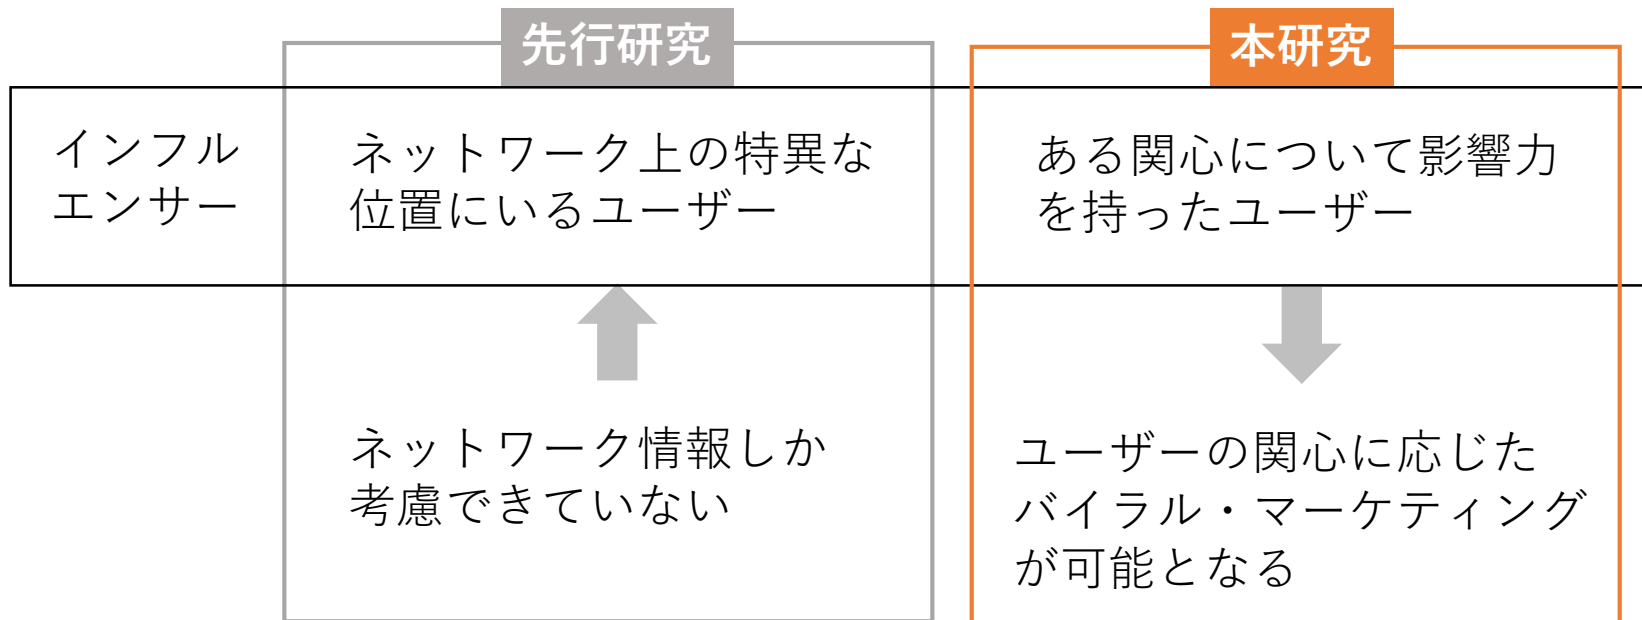 先行研究
本研究
インフル
エンサー
ネットワーク上の特異な
位置にいるユーザー
ある関心について影響力
を持ったユーザー
ネットワーク情報しか
考慮できていない
ユーザーの関心に応じた
バイラル・マーケティング
が可能となる